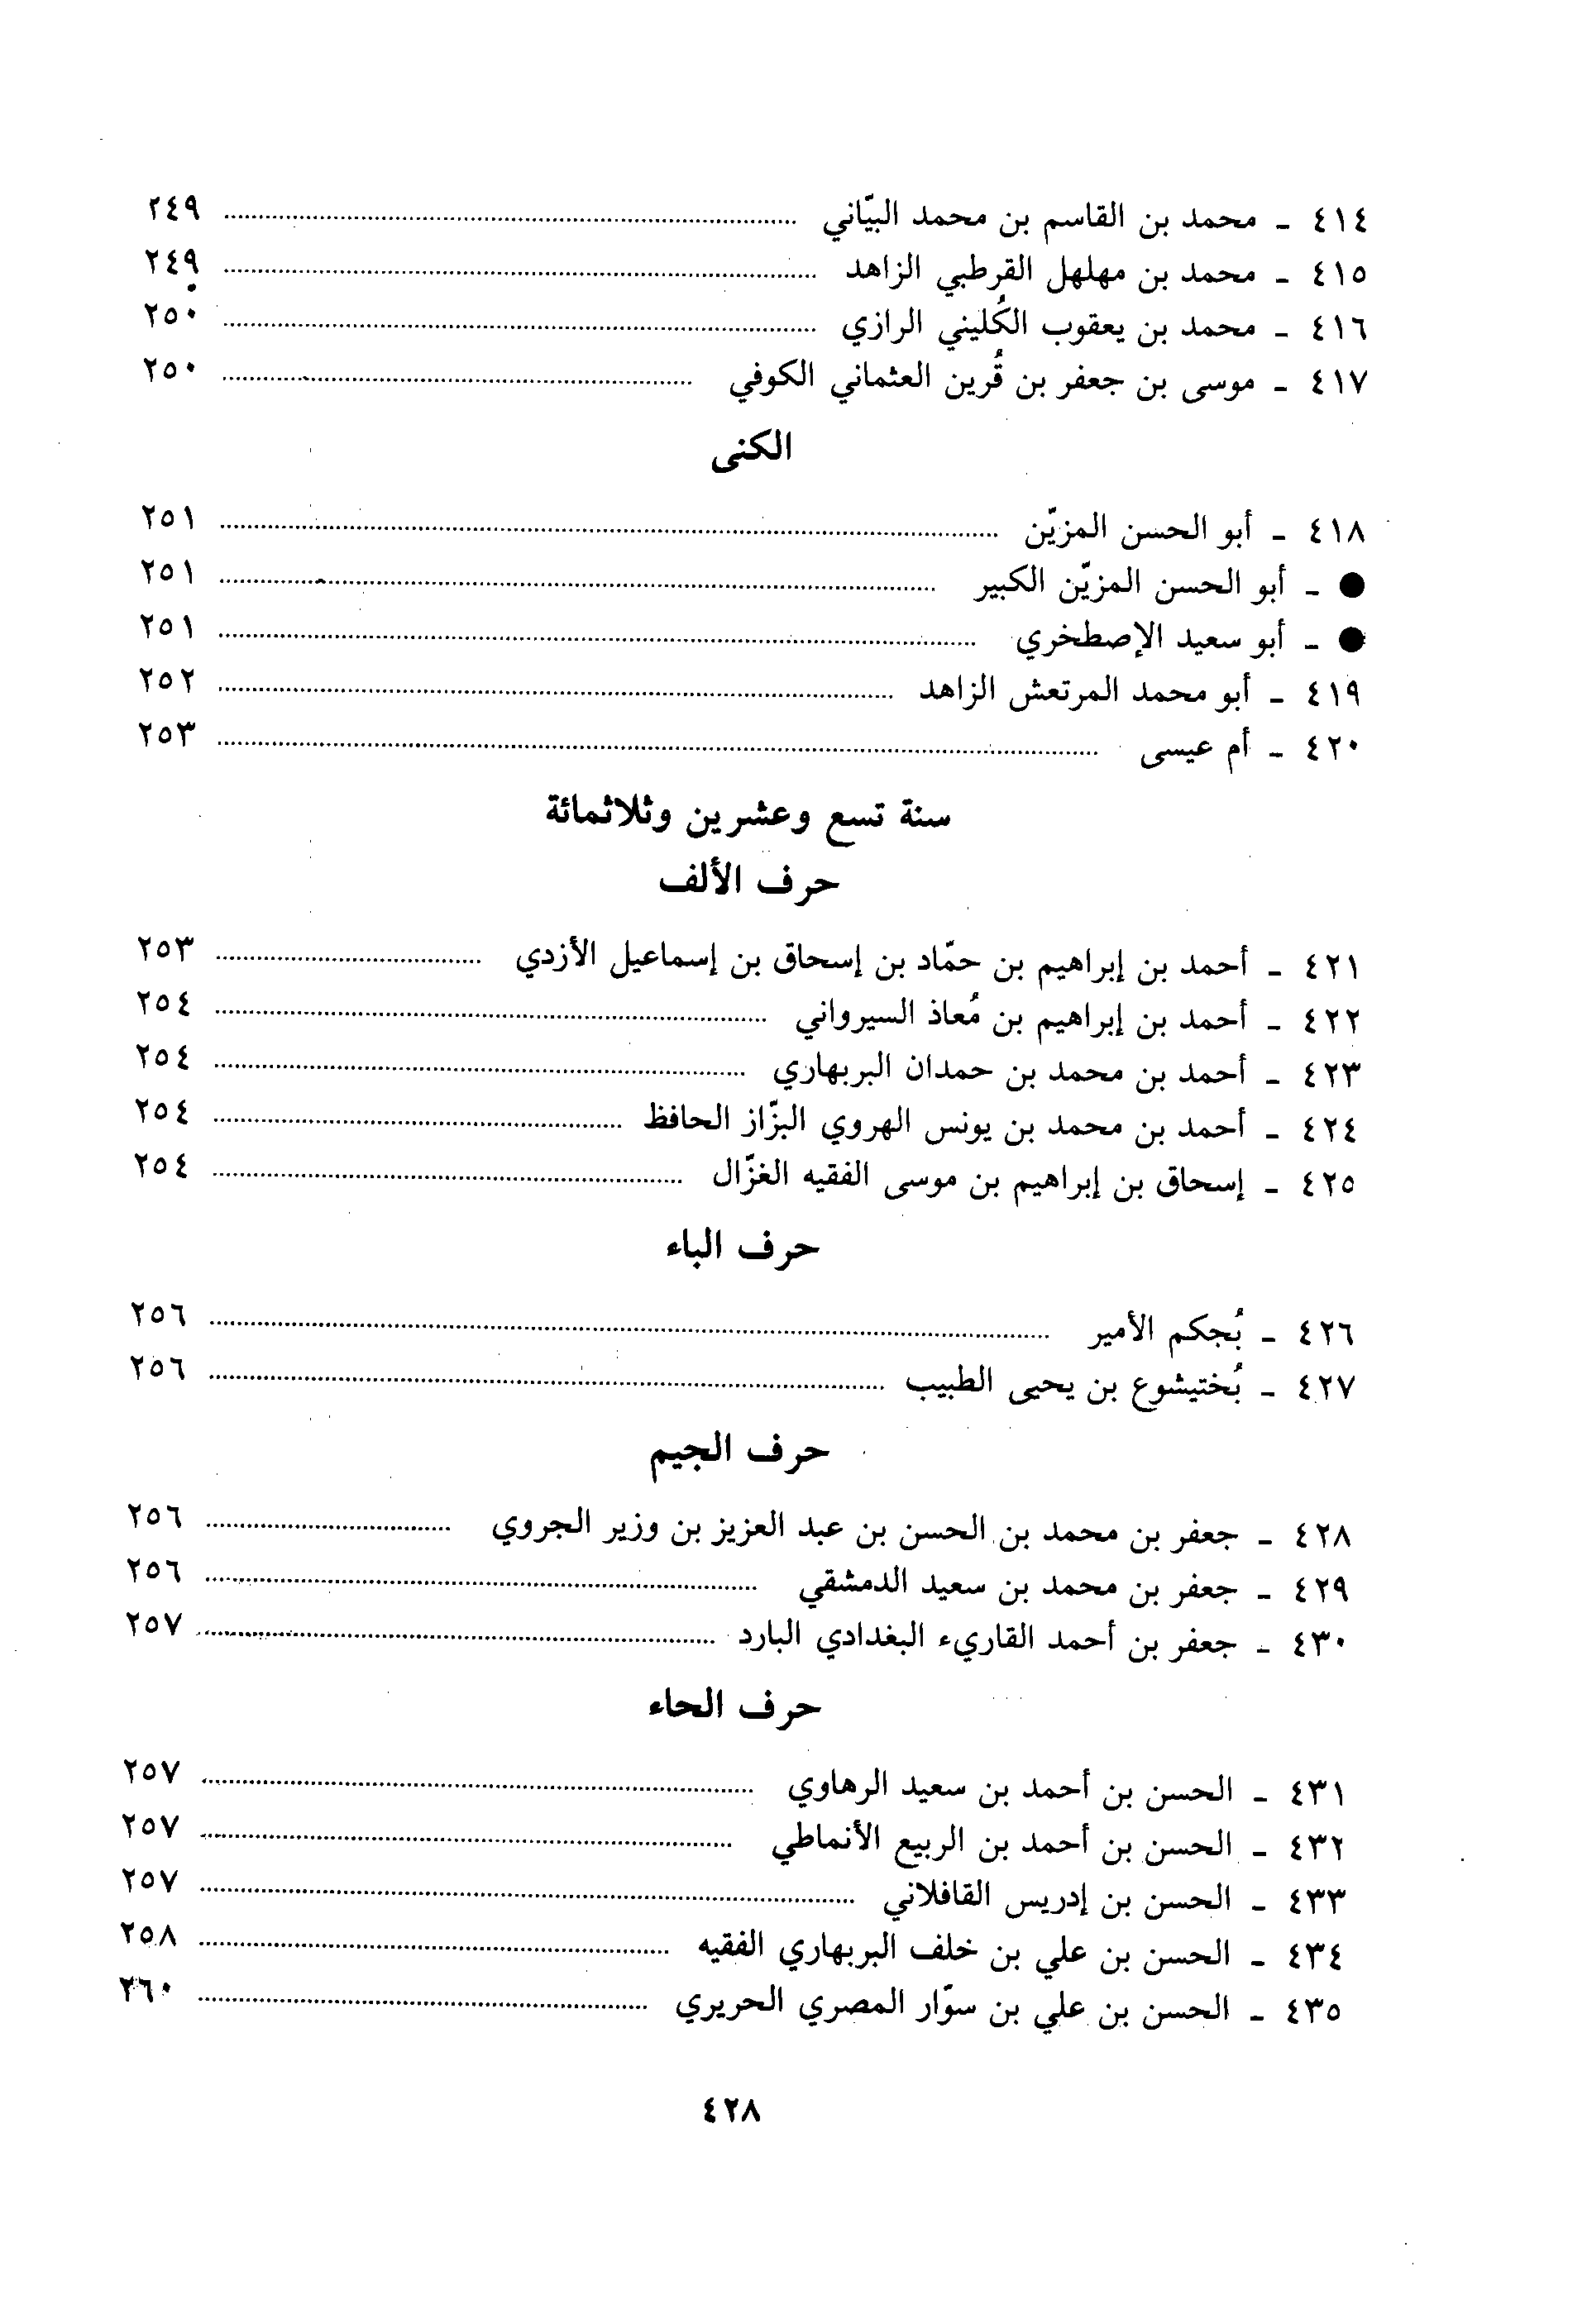 ٤١٤ - محمد بن القاسم بن محمد البيّاني ........ ٢٤٩
٤١٥ - محمد بن مهلهل القرطبي الزاهد ........ ٢٤٩
٤١٦ - محمد بن يعقوب الكُليني الرازي ........ ٢٥٠
٤١٧ - موسى بن جعفر بن قُرين العثماني الكوفي ........ ٢٥٠
الكنى
٤١٨ - أبو الحسن المزيّن ........ ٢٥١
● - أبو الحسن المزيّن الكبير ........ ٢٥١
● - أبو سعيد الإصطخري ........ ٢٥١
٤١٩ - أبو محمد المرتعش الزاهد ........ ٢٥٢
٤٢٠ - أم عيسى ........ ٢٥٣
سنة تسع وعشرين وثلاثمائة
حرف الألف
٤٢١ - أحمد بن إبراهيم بن حمّاد بن إسحاق بن إسماعيل الأزدي ........ ٢٥٣
٤٢٢ - أحمد بن إبراهيم بن مُعاذ السيرواني ........ ٢٥٤
٤٢٣ - أحمد بن محمد بن حمدان البربهاري ........ ٢٥٤
٤٢٤ - أحمد بن محمد بن يونس الهروي البزّاز الحافظ ........ ٢٥٤
٤٢٥ - إسحاق بن إبراهيم بن موسى الفقيه الغزّال ........ ٢٥٤
حرف الباء
٤٢٦ - بُجكم الأمير ........ ٢٥٦
٤٢٧ - بُختيشوع بن يحيى الطبيب ........ ٢٥٦
حرف الجيم
٤٢٨ - جعفر بن محمد بن الحسن بن عبد العزيز بن وزير الجروي ........ ٢٥٦
٤٢٩ - جعفر بن محمد بن سعيد الدمشقي ........ ٢٥٦
٤٣٠ - جعفر بن أحمد القاريء البغدادي البارد ........ ٢٥٧
حرف الحاء
٤٣١ - الحسن بن أحمد بن سعيد الرهاوي ........ ٢٥٧
٤٣٢ - الحسن بن أحمد بن الربيع الأنماطي ........ ٢٥٧
٤٣٣ - الحسن بن إدريس القافلاني ........ ٢٥٧
٤٣٤ - الحسن بن علي بن خلف البربهاري الفقيه ........ ٢٥٨
٤٣٥ - الحسن بن علي بن سوّار المصري الحريري ........ ٢٦٠
٤٢٨